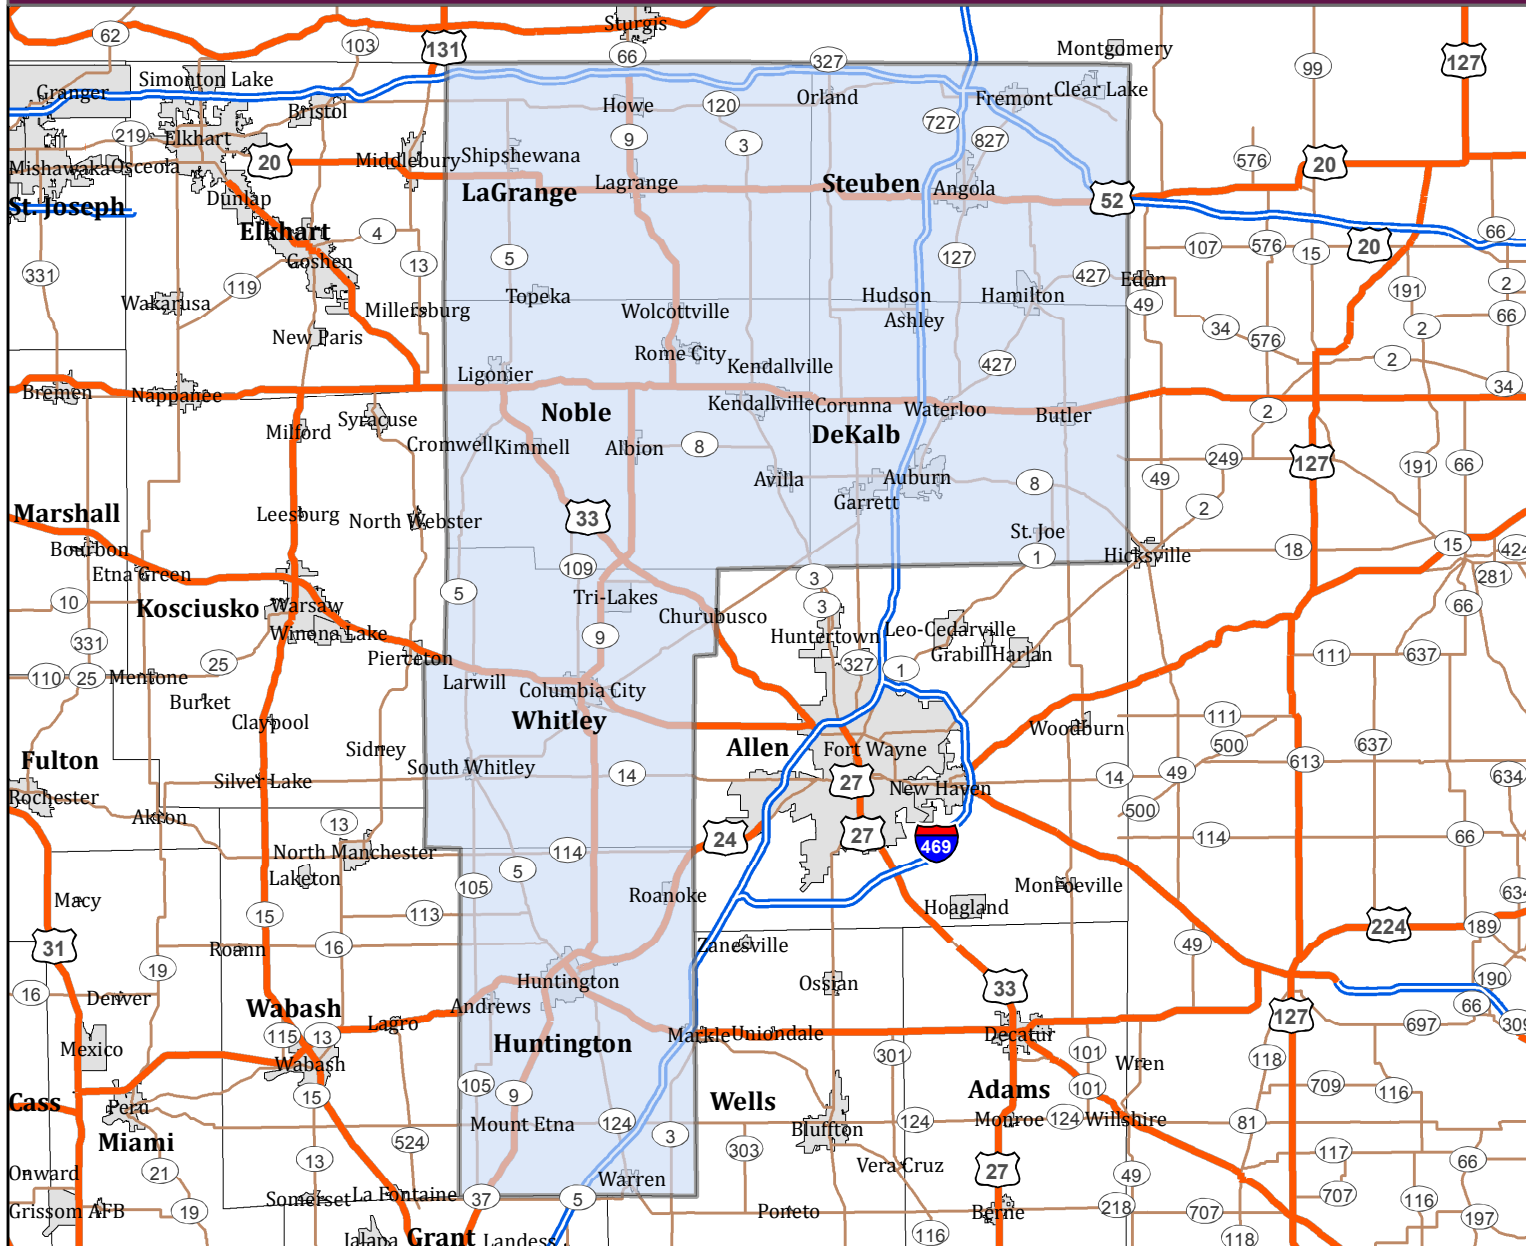 Sturgis
62
103
131
66
327
Montgomery
99
127
Simonton Lake
Granger
Bristol
Howe
120
Orland
Fremont
Clear Lake
219
Elkhart
9
3
727
827
Mishawaka
Osceola
20
Middlebury
Shipshewana
576
20
LaGrange
Lagrange
Steuben
Angola
Dunlap
52
St. Joseph
Elkhart
4
66
Goshen
13
5
127
107
576
15
20
331
119
427
Edan
2
Wakarusa
Topeka
Hudson
Hamilton
191
Millersburg
Wolcottville
Ashley
49
66
New Paris
34
576
2
Rome City
Kendallville
427
2
Ligonier
34
Bremen
Nappanee
Kendallville
Corunna
Waterloo
Butler
2
Syracuse
Noble
Milford
DeKalb
Cromwell
Kimmell
Albion
8
249
127
191
66
Avilla
Auburn
8
49
Garrett
2
Marshall
Leesburg
North Webster
33
St. Joe
Bourbon
1
Hicksville
18
15
424
Etna Green
109
3
281
10
Kosciusko
Warsaw
5
Tri-Lakes
3
66
Churubusco
331
Winona Lake
9
Huntertown
Leo-Cedarville
Pierceton
Grabill
Harlan
111
637
110
25
Mentone
25
Larwill
Columbia City
327
1
Burket
Claypool
Whitley
111
Woodburn
Sidney
Allen
Fort Wayne
500
637
Fulton
South Whitley
14
613
Silver Lake
27
New Haven
14
49
634
Rochester
Akron
13
500
24
27
469
114
66
North Manchester
114
Laketon
5
105
Roanoke
Monroeville
634
Macy
15
113
Hoagland
224
189
31
Roann
16
Zanesville
49
19
Huntington
Ossian
190
16
Denver
Andrews
33
66
Wabash
Lagro
127
309
115
13
Markle
Uniondale
Decatur
697
Mexico
Huntington
301
101
Wabash
Wren
118
105
9
Adams
101
709
116
Cass
Peru
15
Wells
Mount Etna
124
124
Monroe
124
Willshire
81
Miami
524
3
303
Bluffton
117
13
Vera Cruz
66
Onward
21
Warren
27
49
Somerset
La Fontaine
37
5
707
116
Grissom AFB
19
Poneto
Berne
218
707
197
Jalapa
Grant
Landess
116
118